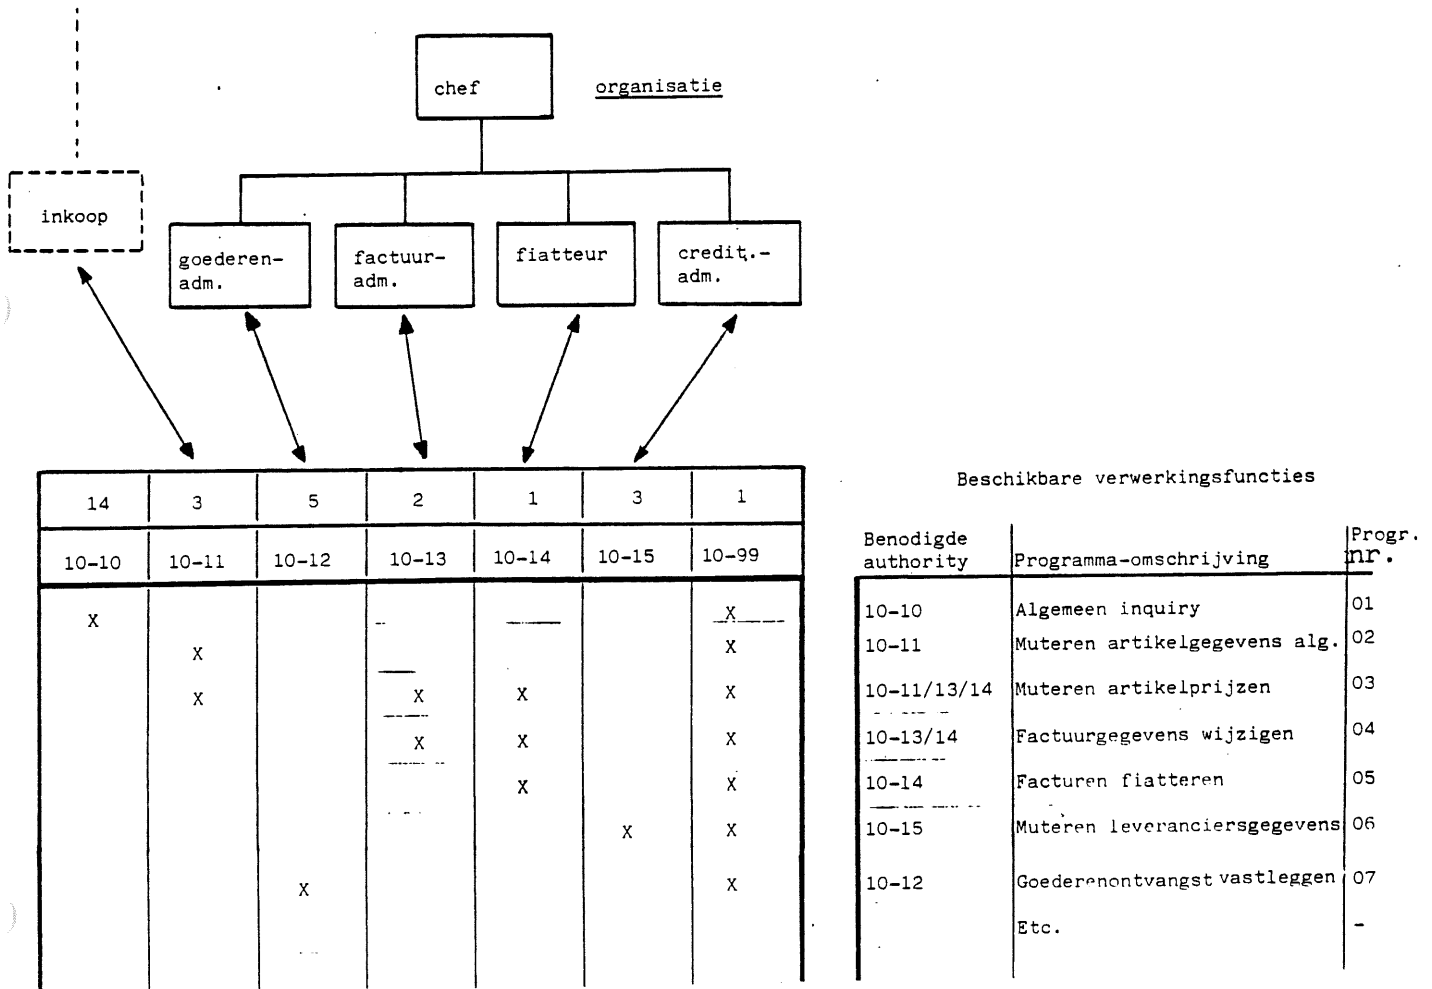 chef
organisatie
inkoop
goederen-
adm.
factuur-
adm.
fiatteur
credit.-
adm.
14 3 5 2 1 3 1
10-10 10-11 10-12 10-13 10-14 10-15 10-99
X X
X X
X X X X
X X X
X X
X X
X X
Beschikbare verwerkingsfuncties
Benodigde
authority
Programma-omschrijving
Progr.
nr.
10-10 Algemeen inquiry 01
10-11 Muteren artikelgegevens alg. 02
10-11/13/14 Muteren artikelprijzen 03
10-13/14 Factuurgegevens wijzigen 04
10-14 Facturen fiatteren 05
10-15 Muteren leveranciersgegevens 06
10-12 Goederenontvangst vastleggen 07
Etc. -